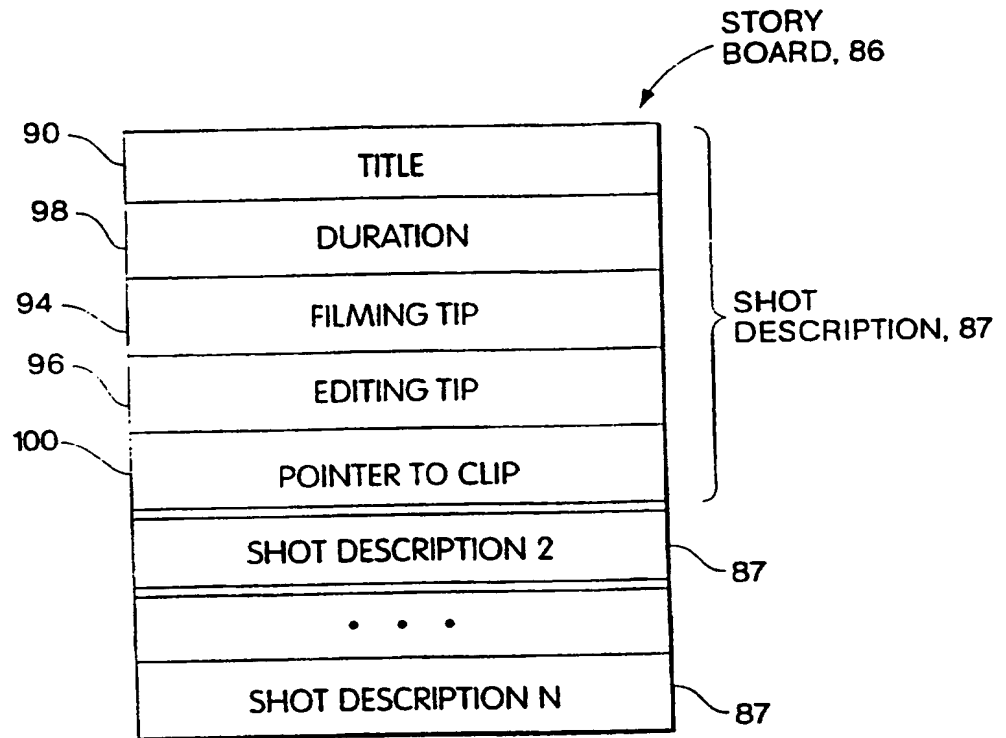 STORY
BOARD, 86
90
TITLE
98
DURATION
94
FILMING TIP
SHOT
DESCRIPTION, 87
96
EDITING TIP
100
POINTER TO CLIP
SHOT DESCRIPTION 2
87
• • •
SHOT DESCRIPTION N
87